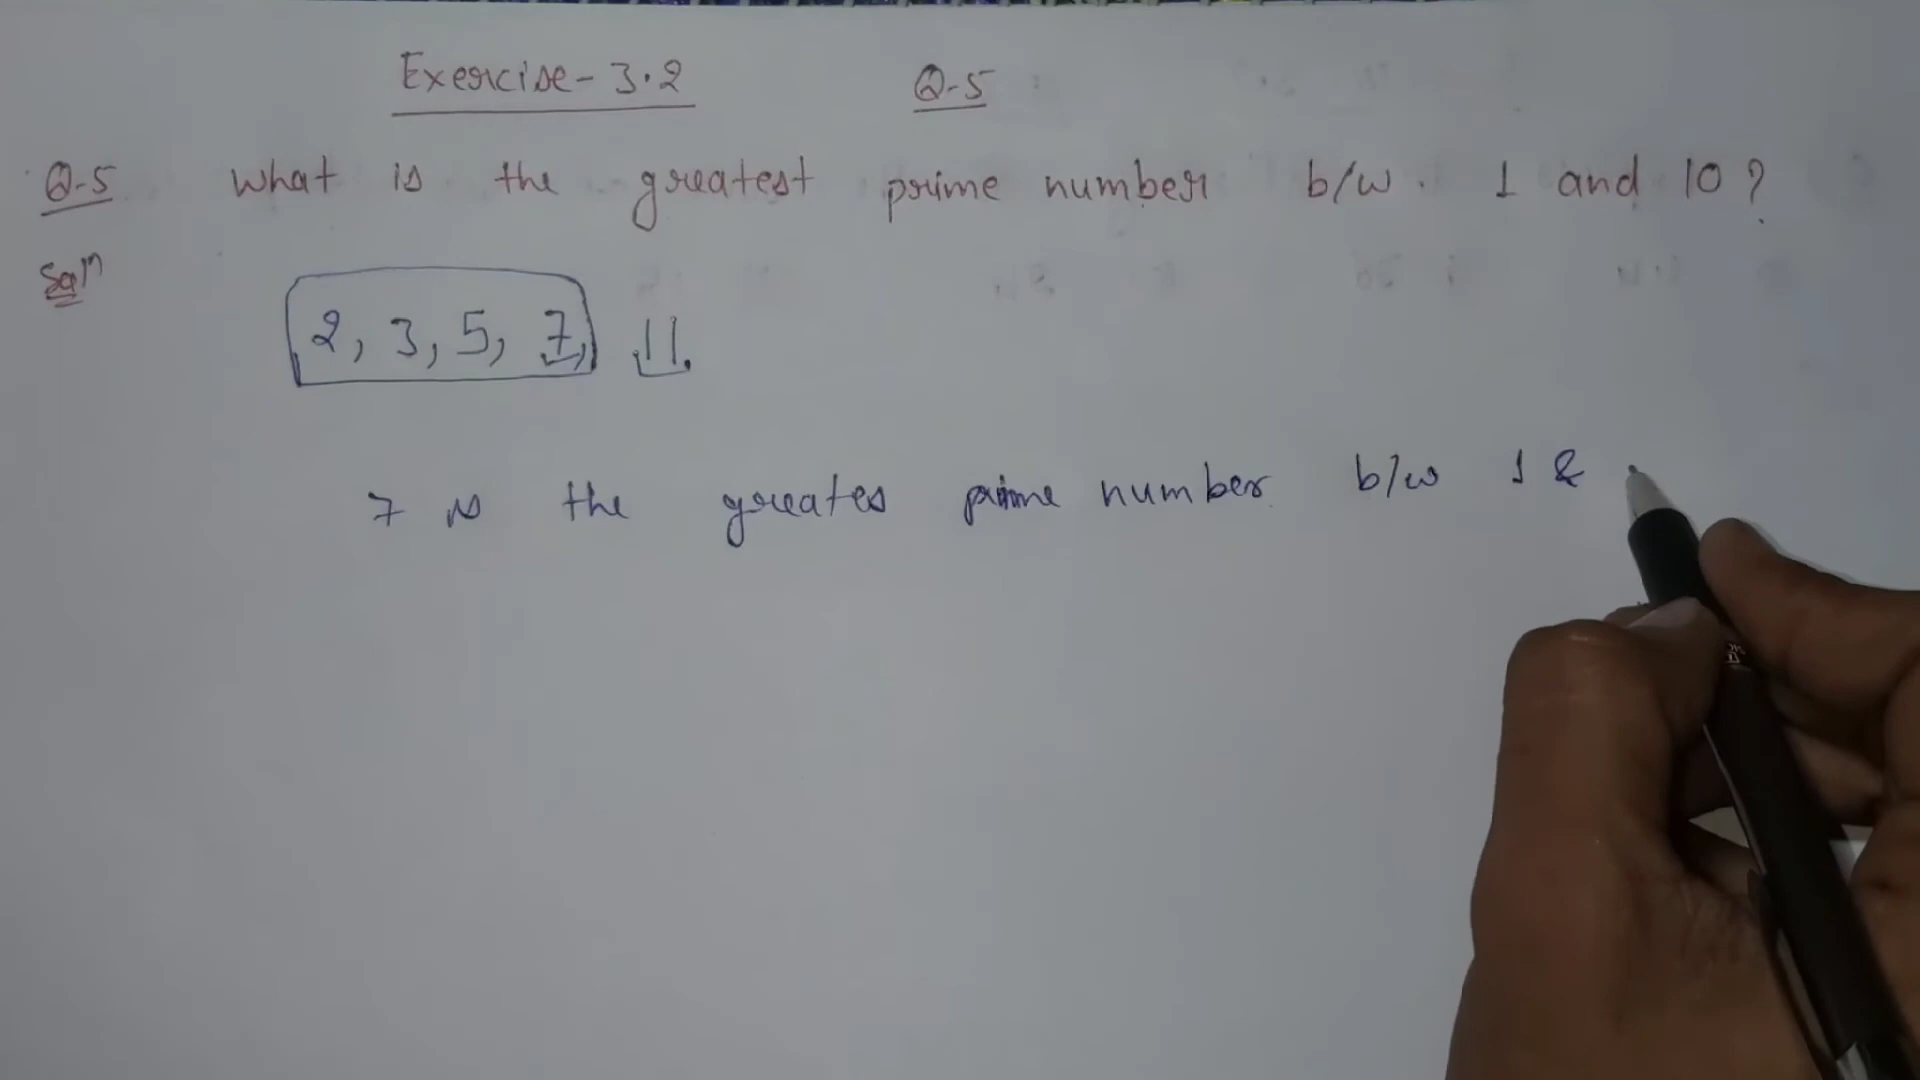 Exercise - 3.2 Q-5
Q-5 What is the greatest prime number b/w. 1 and 10?
Solⁿ
2, 3, 5, 7, 11.
7 is the greates prime number b/w 1 &